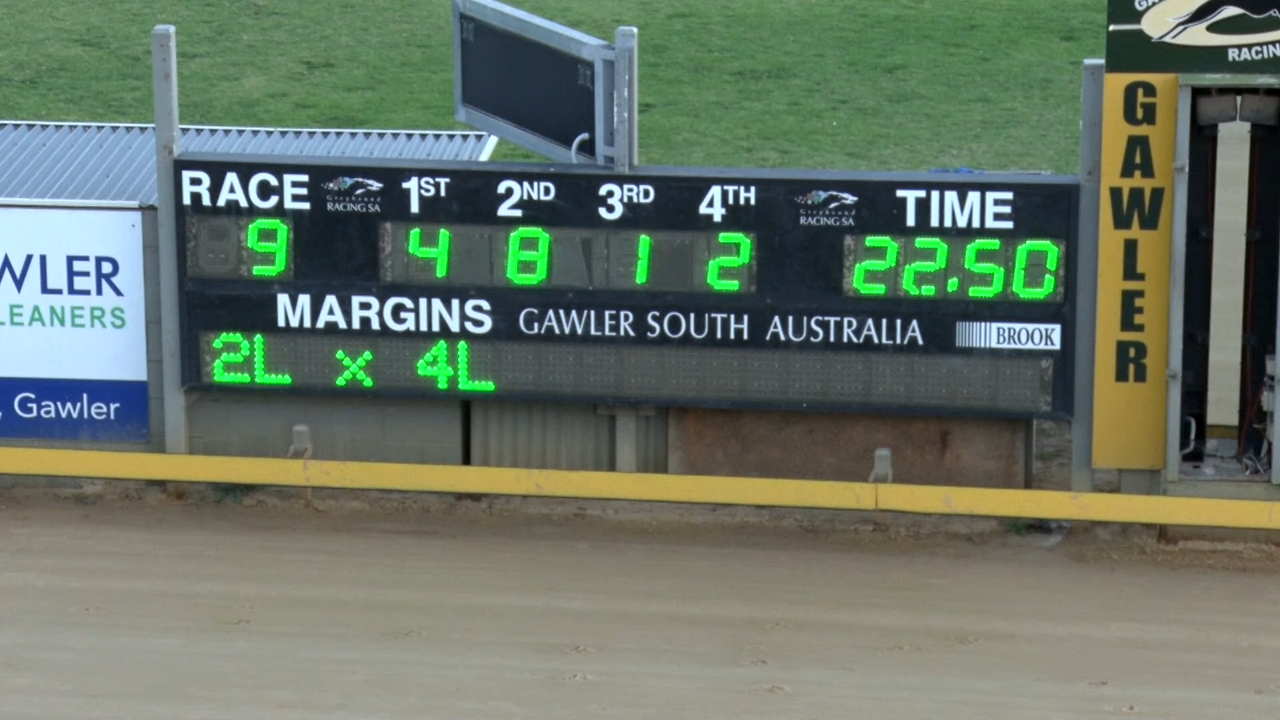 RACING
RACE Greyhound RACING SA 1ST 2ND 3RD 4TH Greyhound RACING SA TIME
9 4 8 1 2 22.50
MARGINS GAWLER SOUTH AUSTRALIA BROOK
2L x 4L
GAWLER
WLER
LEANERS
, Gawler